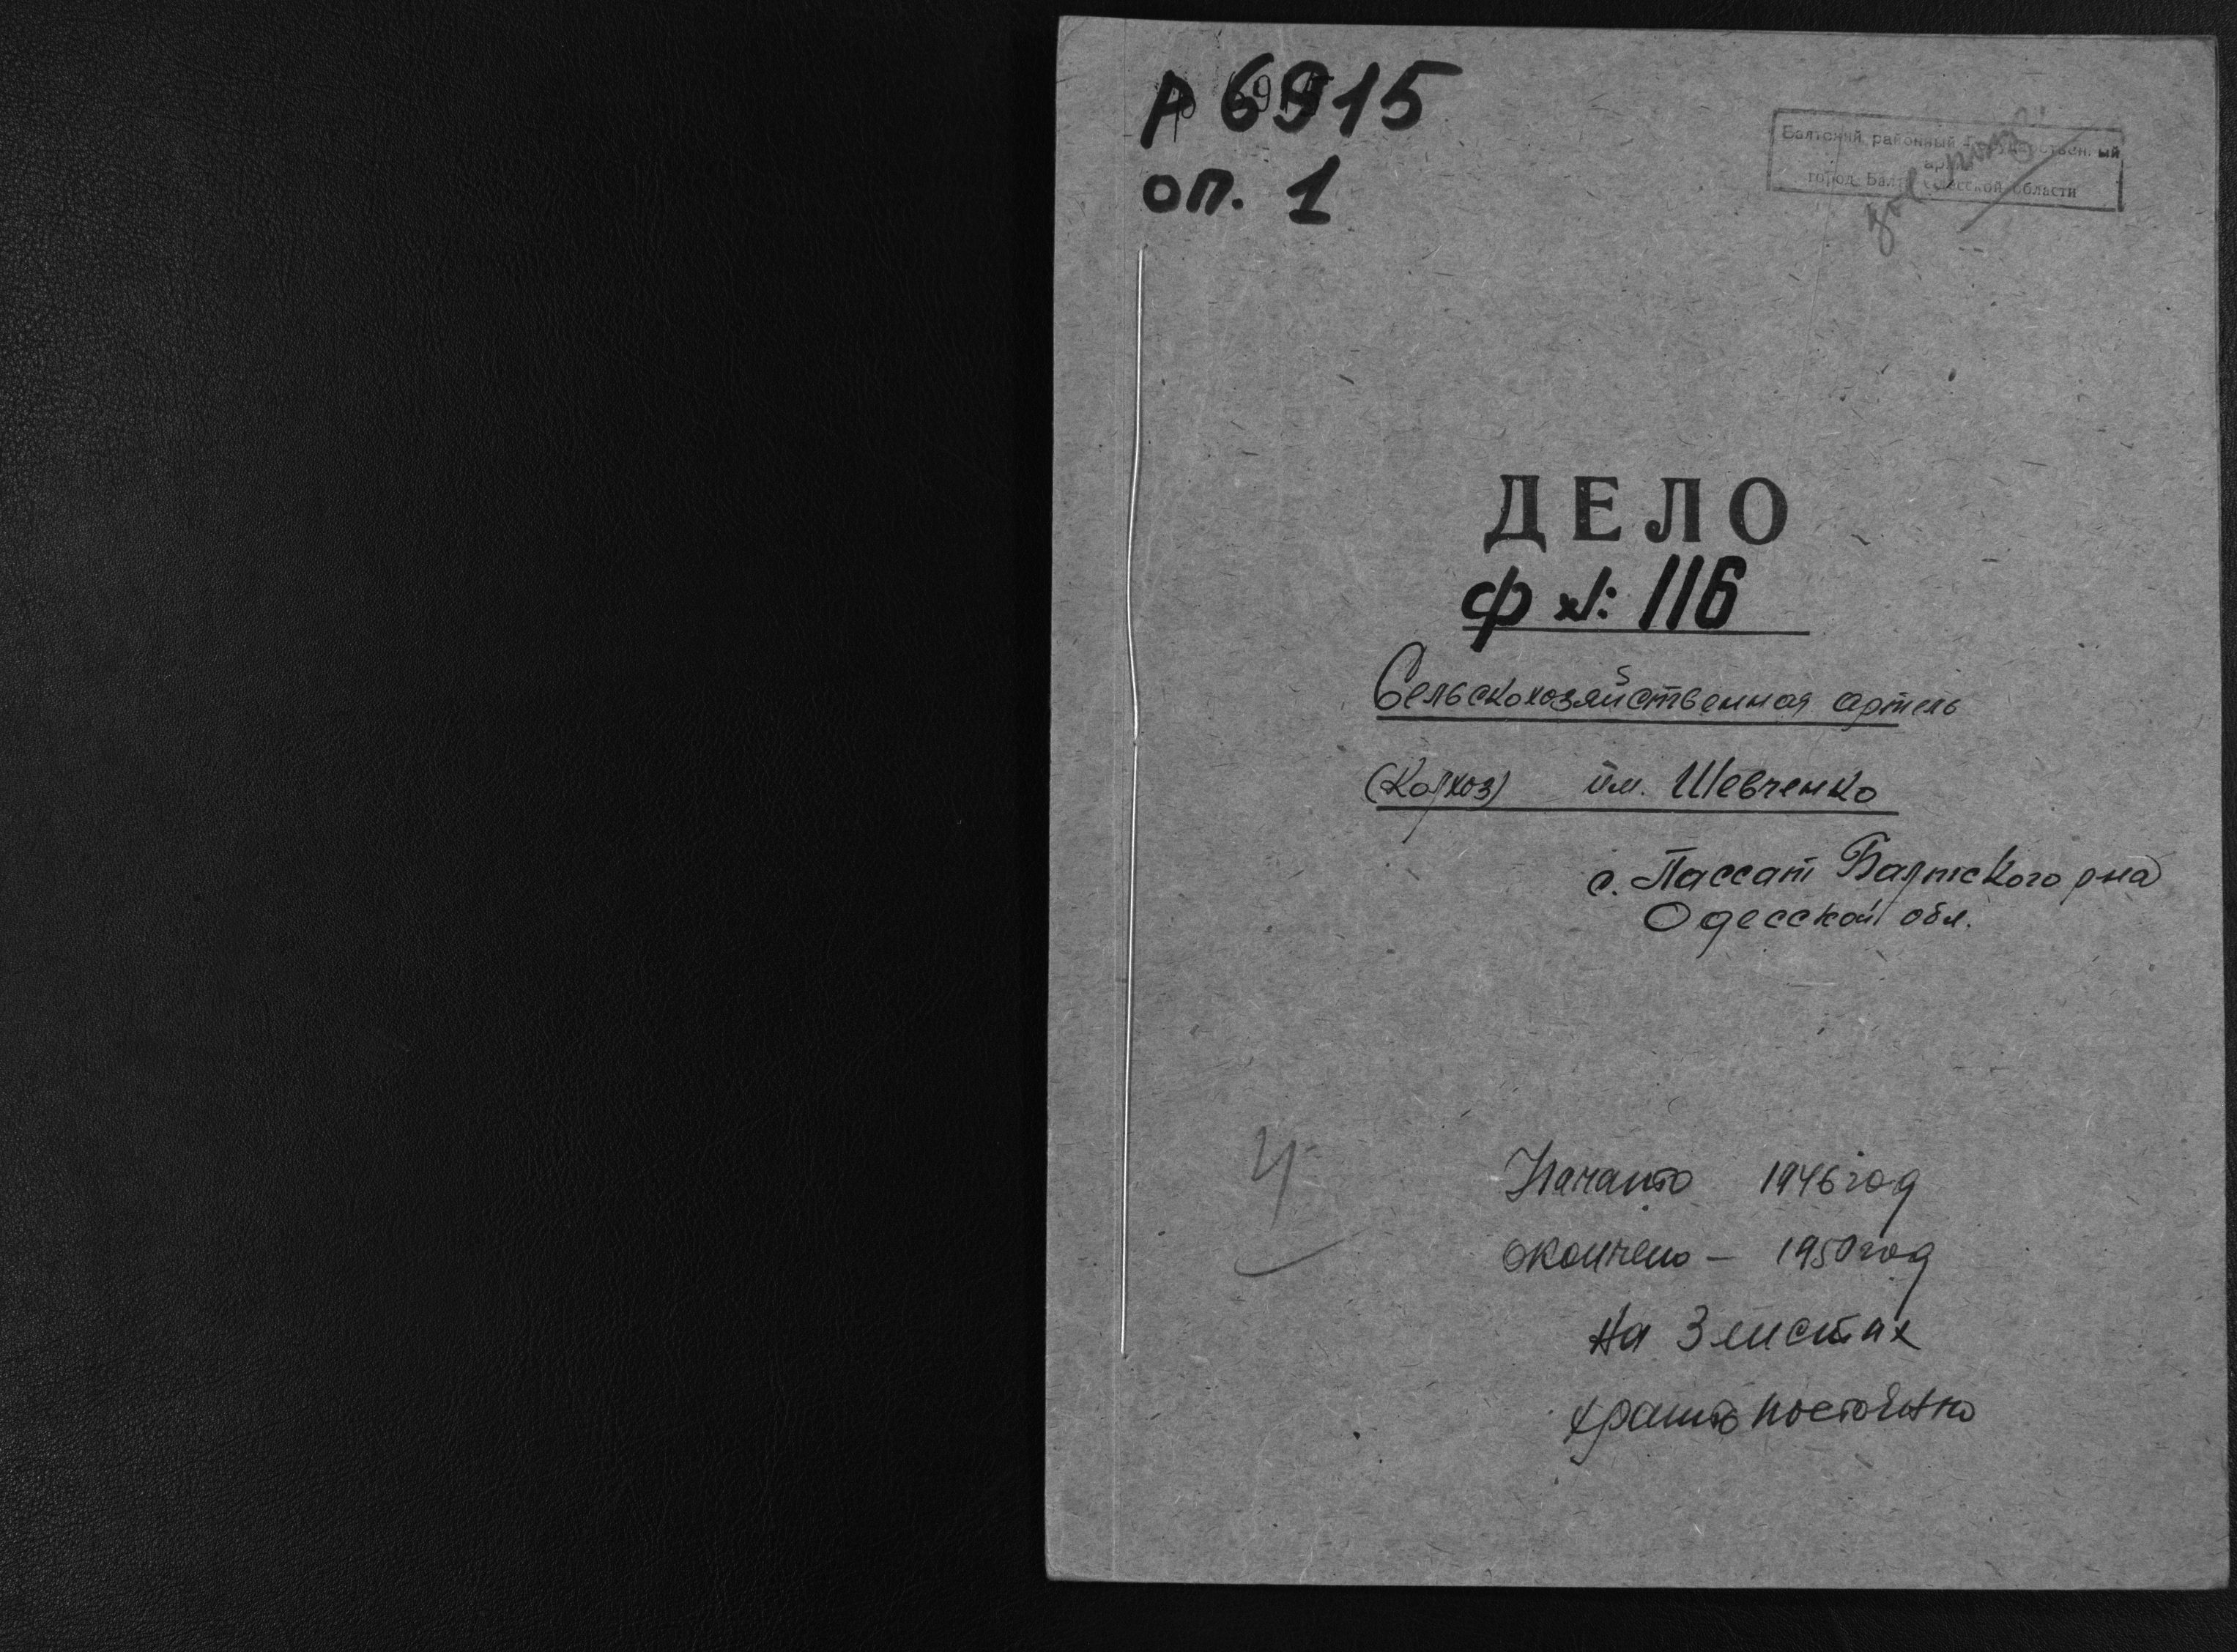 Р 6915
оп. 1
Балтский районный государственный
город Балта Одесской области
ДЕЛО
ф №: 116
Сельскохозяйственная артель
(Колхоз) им. Шевченко
с. Пассат Балтского р-на
Одесской обл.
Начато 1946 год
окончено – 1950 год
На 3 листах
хранить постоянно